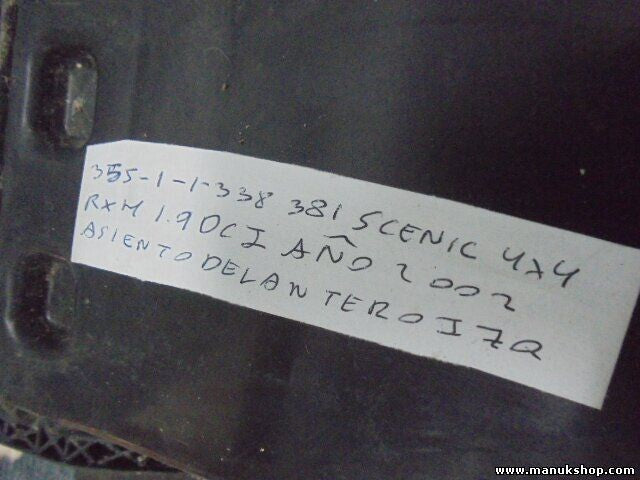 355-1-1-338 381 SCENIC 4X4
RXM 1.9DCI AÑO 2002
ASIENTO DELANTERO IZQ
www.manukshop.com